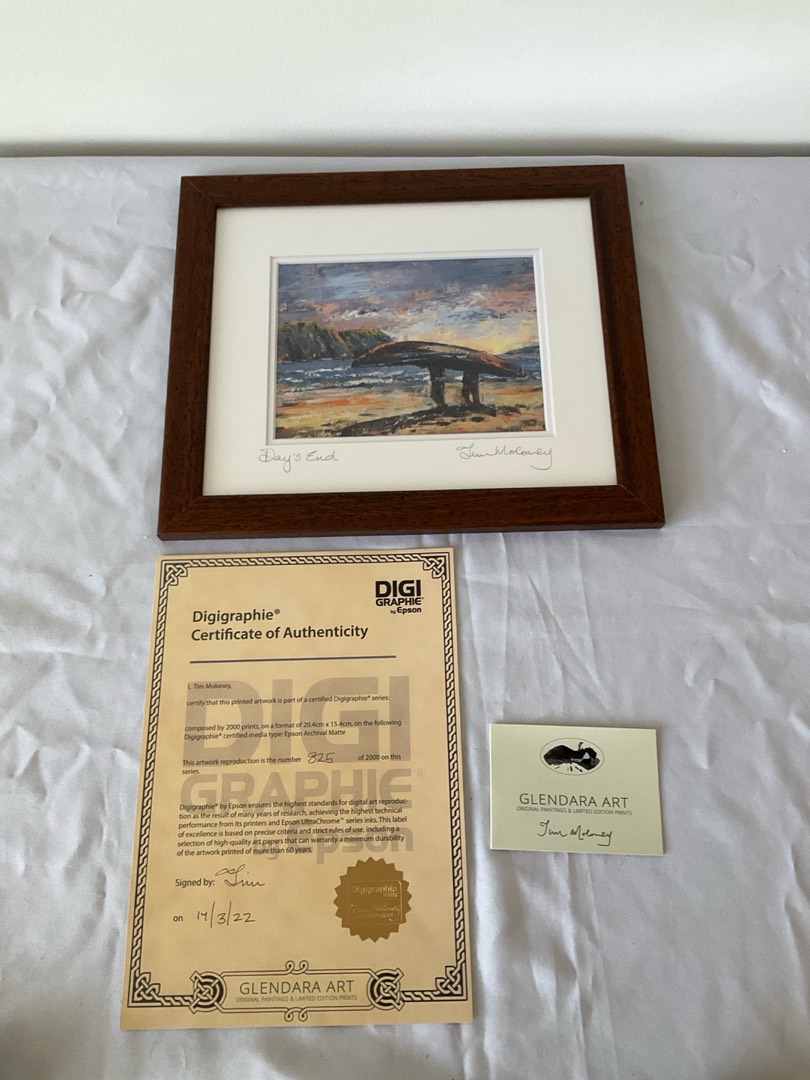 Day's End Tim Moloney
DIGI
GRAPHIE®
by Epson
Digigraphie®
Certificate of Authenticity
I, Tim Moloney,
certify that this printed artwork is part of a certified Digigraphie® series:
composed by 2000 prints, on a format of 20.4cm x 15.4cm, on the following
Digigraphie® certified media type: Epson Archival Matte
This artwork reproduction is the number 825 of 2000 on this
series.
Digigraphie® by Epson ensures the highest standards for digital art reproduc-
tion as the result of many years of research, achieving the highest technical
performance from its printers and Epson UltraChrome™ series inks. This label
of excellence is based on precise criteria and strict rules of use, including a
selection of high-quality art papers that can warranty a minimum durability
of the artwork printed of more than 60 years.
DIGI
GRAPHIE®
by Epson
Signed by: Tim
on 17/3/22
Digigraphie
GLENDARA ART
ORIGINAL PAINTINGS & LIMITED EDITION PRINTS
GLENDARA ART
ORIGINAL PAINTINGS & LIMITED EDITION PRINTS
Tim Moloney